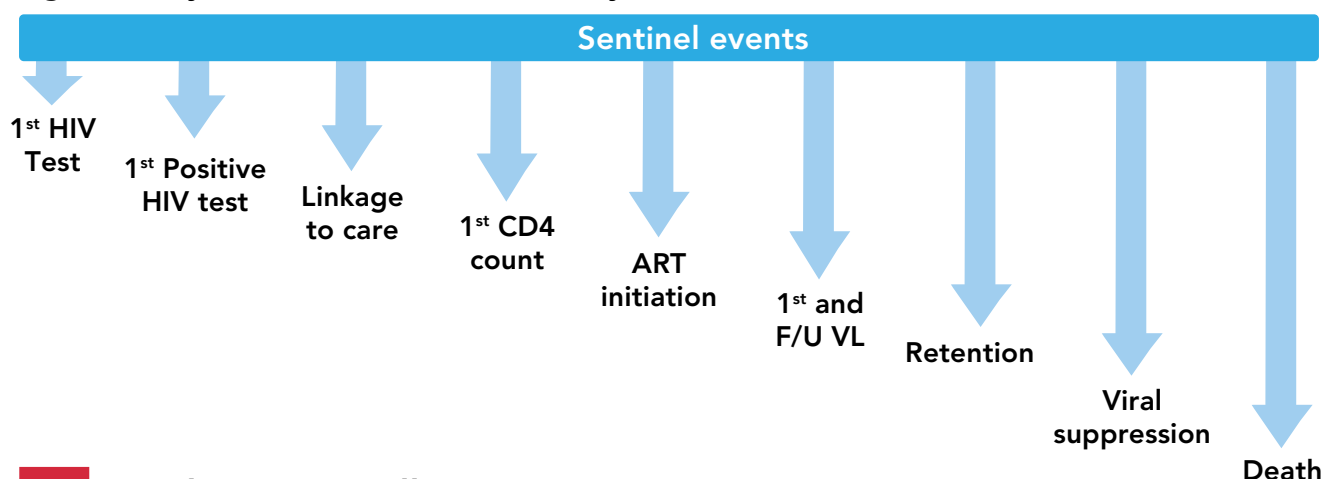 Sentinel events
1st HIV
Test
1st Positive
HIV test
Linkage
to care
1st CD4
count
ART
initiation
1st and
F/U VL
Retention
Viral
suppression
Death